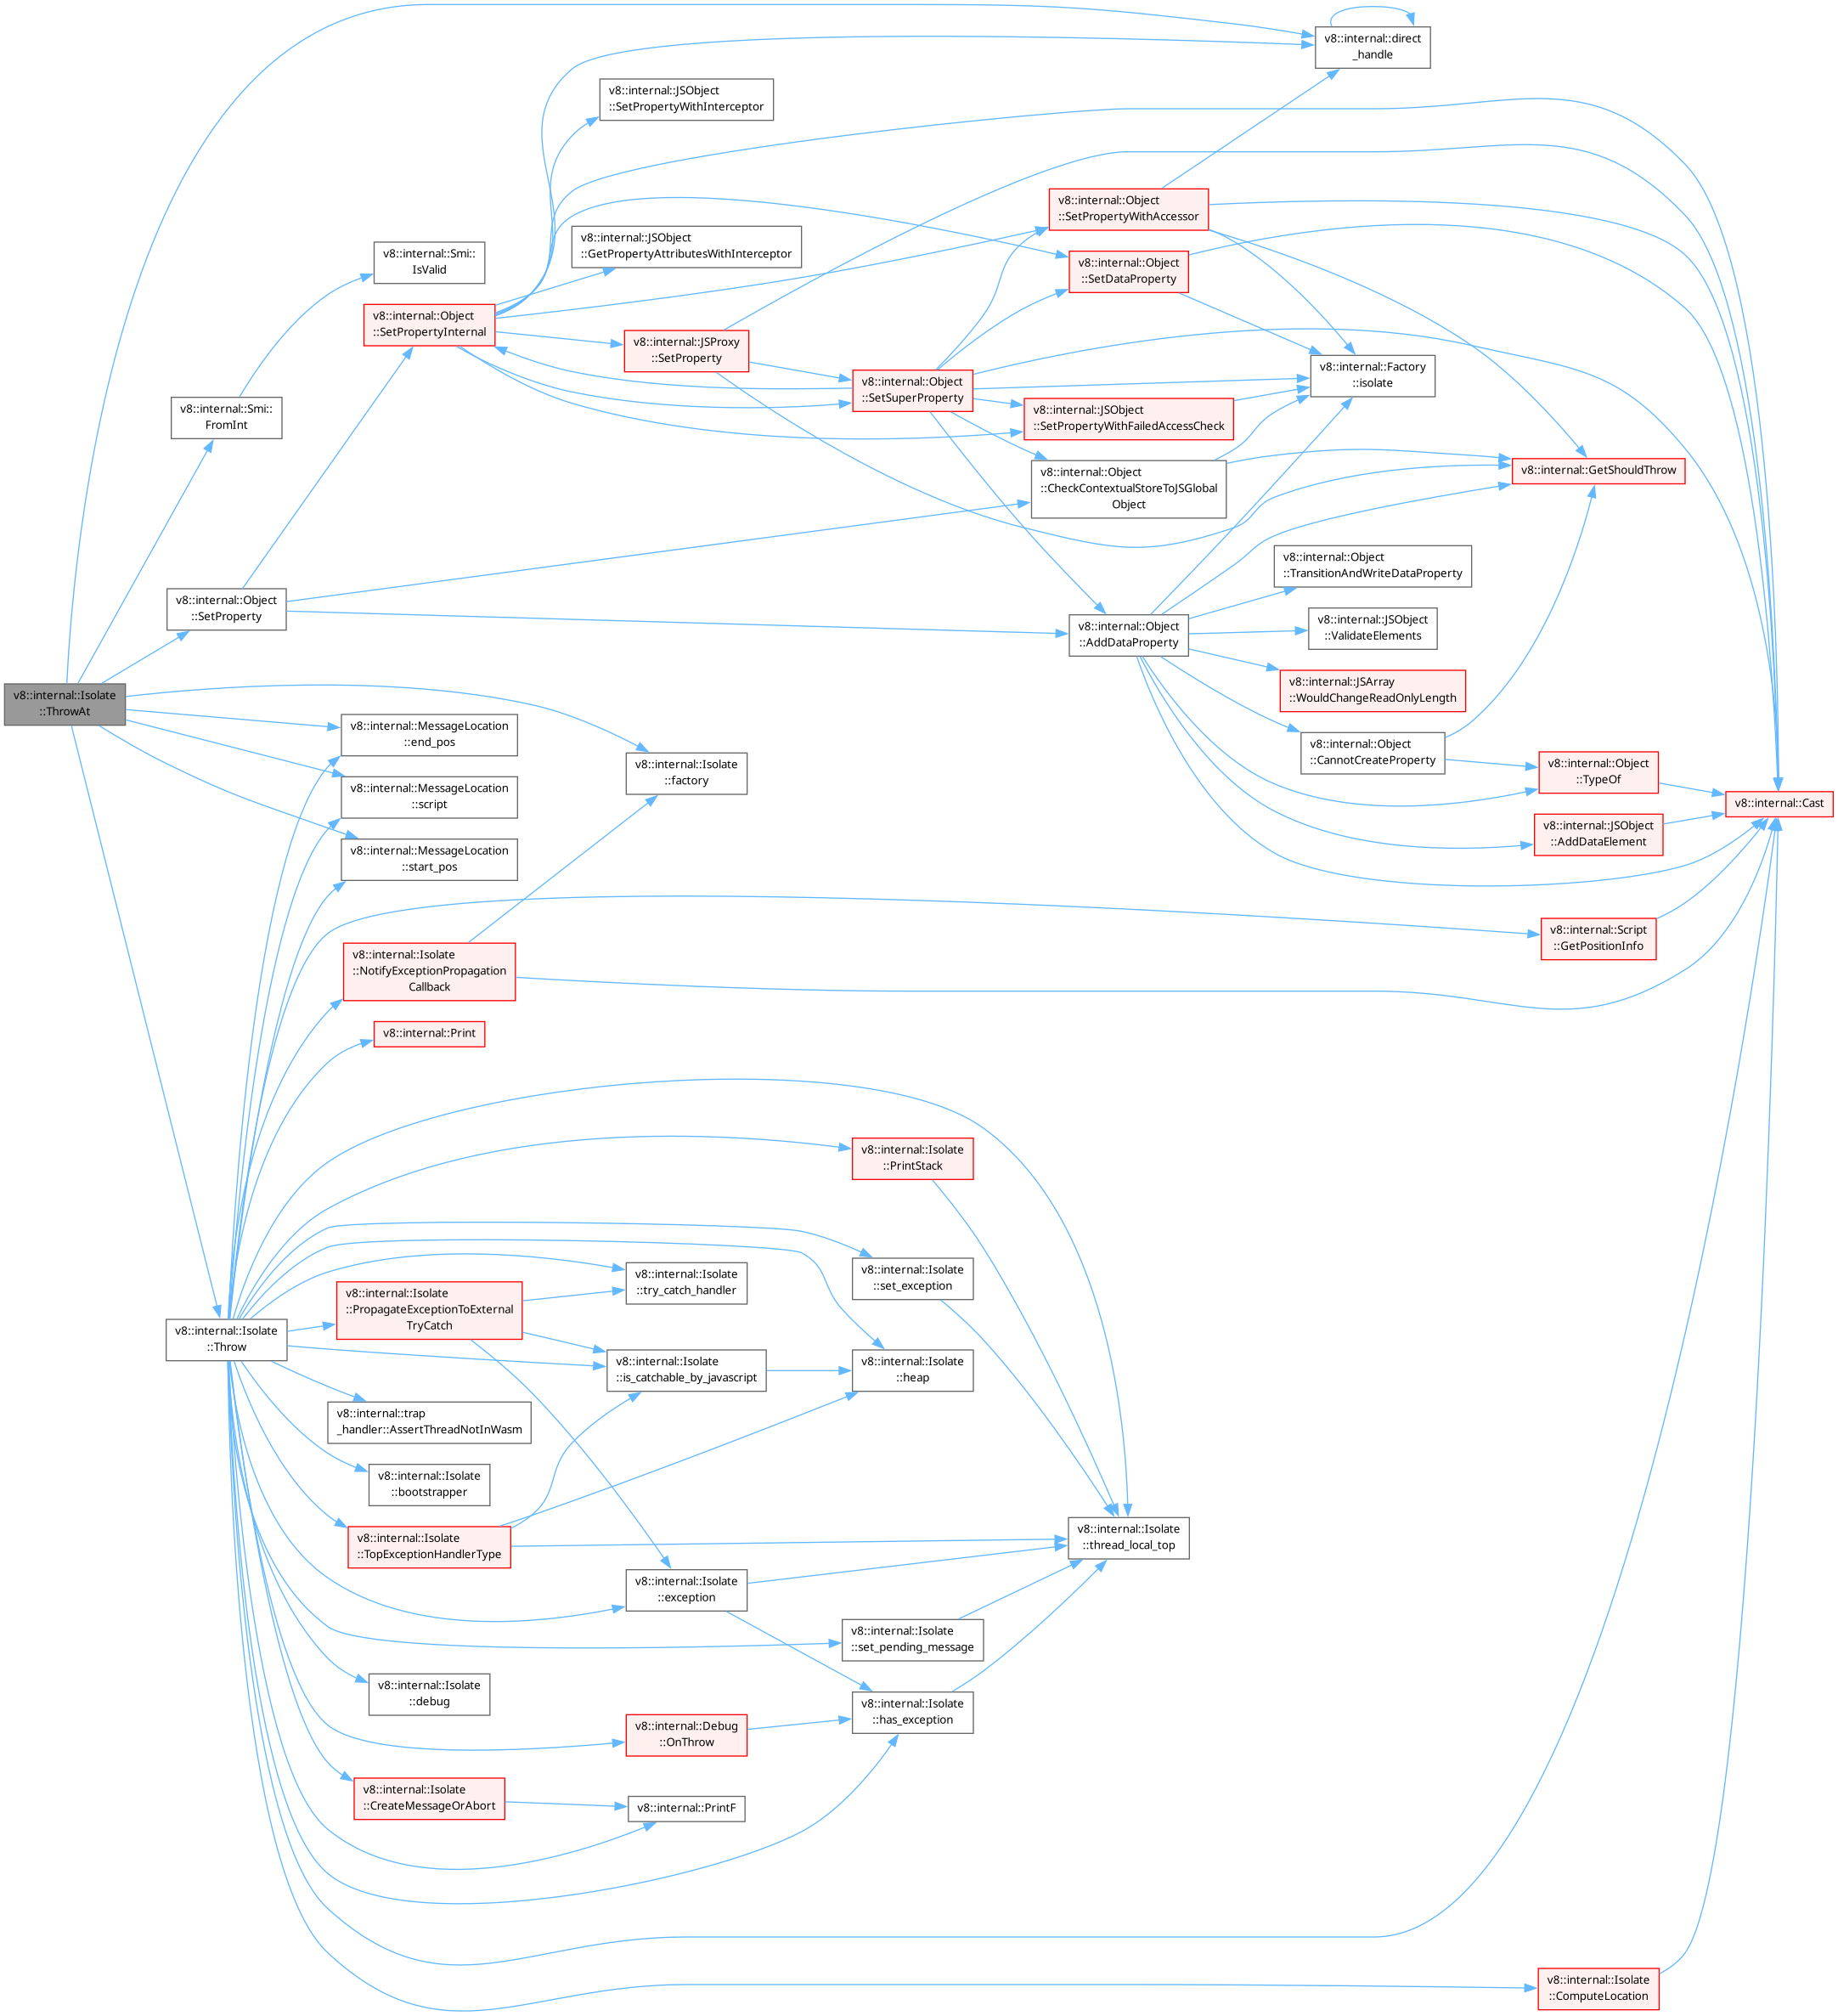 v8::internal::direct
_handle
v8::internal::JSObject
::SetPropertyWithInterceptor
v8::internal::Object
::SetPropertyWithAccessor
v8::internal::Smi::
IsValid
v8::internal::JSObject
::GetPropertyAttributesWithInterceptor
v8::internal::Object
::SetDataProperty
v8::internal::Object
::SetPropertyInternal
v8::internal::JSProxy
::SetProperty
v8::internal::Factory
::isolate
v8::internal::Object
::SetSuperProperty
v8::internal::Smi::
FromInt
v8::internal::JSObject
::SetPropertyWithFailedAccessCheck
v8::internal::Object
::CheckContextualStoreToJSGlobal
Object
v8::internal::GetShouldThrow
v8::internal::Object
::TransitionAndWriteDataProperty
v8::internal::Object
::SetProperty
v8::internal::Object
::AddDataProperty
v8::internal::JSObject
::ValidateElements
v8::internal::JSArray
::WouldChangeReadOnlyLength
v8::internal::Isolate
::ThrowAt
v8::internal::MessageLocation
::end_pos
v8::internal::Object
::CannotCreateProperty
v8::internal::Isolate
::factory
v8::internal::Object
::TypeOf
v8::internal::MessageLocation
::script
v8::internal::Cast
v8::internal::JSObject
::AddDataElement
v8::internal::MessageLocation
::start_pos
v8::internal::Script
::GetPositionInfo
v8::internal::Isolate
::NotifyExceptionPropagation
Callback
v8::internal::Print
v8::internal::Isolate
::PrintStack
v8::internal::Isolate
::set_exception
v8::internal::Isolate
::try_catch_handler
v8::internal::Isolate
::PropagateExceptionToExternal
TryCatch
v8::internal::Isolate
::Throw
v8::internal::Isolate
::is_catchable_by_javascript
v8::internal::Isolate
::heap
v8::internal::trap
_handler::AssertThreadNotInWasm
v8::internal::Isolate
::bootstrapper
v8::internal::Isolate
::TopExceptionHandlerType
v8::internal::Isolate
::thread_local_top
v8::internal::Isolate
::exception
v8::internal::Isolate
::set_pending_message
v8::internal::Isolate
::debug
v8::internal::Isolate
::has_exception
v8::internal::Debug
::OnThrow
v8::internal::Isolate
::CreateMessageOrAbort
v8::internal::PrintF
v8::internal::Isolate
::ComputeLocation